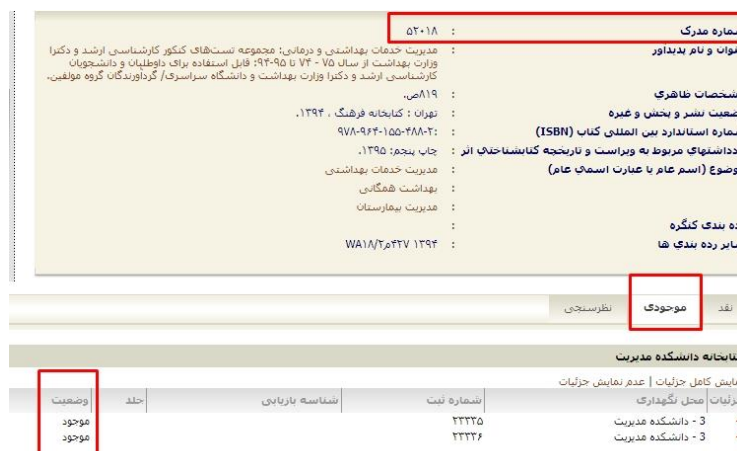 شماره مدرک : ۵۲۰۱۸
عنوان و نام پدیدآور : مدیریت خدمات بهداشتی و درمانی: مجموعه تست‌های کنکور کارشناسی ارشد و دکترا
وزارت بهداشت از سال ۷۵ - ۷۴ تا ۹۵-۹۴: قابل استفاده برای داوطلبان و دانشجویان
کارشناسی ارشد و دکترا وزارت بهداشت و دانشگاه سراسری/ گردآورندگان گروه مولفین.
مشخصات ظاهري : ۸۱۹ص.
وضعیت نشر و پخش و غیره : تهران : کتابخانه فرهنگ ، ۱۳۹۴.
شماره استاندارد بین المللی کتاب (ISBN) : ۹۷۸-۹۶۴-۱۵۵-۴۸۸-۲:
یادداشتهاي مربوط به ویراست و تاریخچه کتابشناختي اثر : چاپ پنجم: ۱۳۹۵.
موضوع (اسم عام یا عبارت اسمي عام) : مدیریت خدمات بهداشتی
: بهداشت همگانی
: مدیریت بیمارستان
رده بندی کنگره :
سایر رده بندي ها : WA۱۸/۲م۴۲۷ ۱۳۹۴
نقد موجودی نظرسنجی
کتابخانه دانشکده مدیریت
نمایش کامل جزئیات | عدم نمایش جزئیات
جزئیات محل نگهداری شماره ثبت شناسه بازیابی جلد وضعیت
3 - دانشکده مدیریت ۲۳۳۳۵ موجود
3 - دانشکده مدیریت ۲۳۳۳۶ موجود